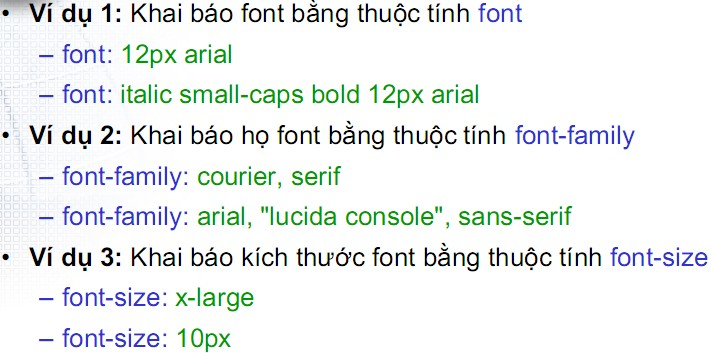 • Ví dụ 1: Khai báo font bằng thuộc tính font
– font: 12px arial
– font: italic small-caps bold 12px arial
• Ví dụ 2: Khai báo họ font bằng thuộc tính font-family
– font-family: courier, serif
– font-family: arial, "lucida console", sans-serif
• Ví dụ 3: Khai báo kích thước font bằng thuộc tính font-size
– font-size: x-large
– font-size: 10px